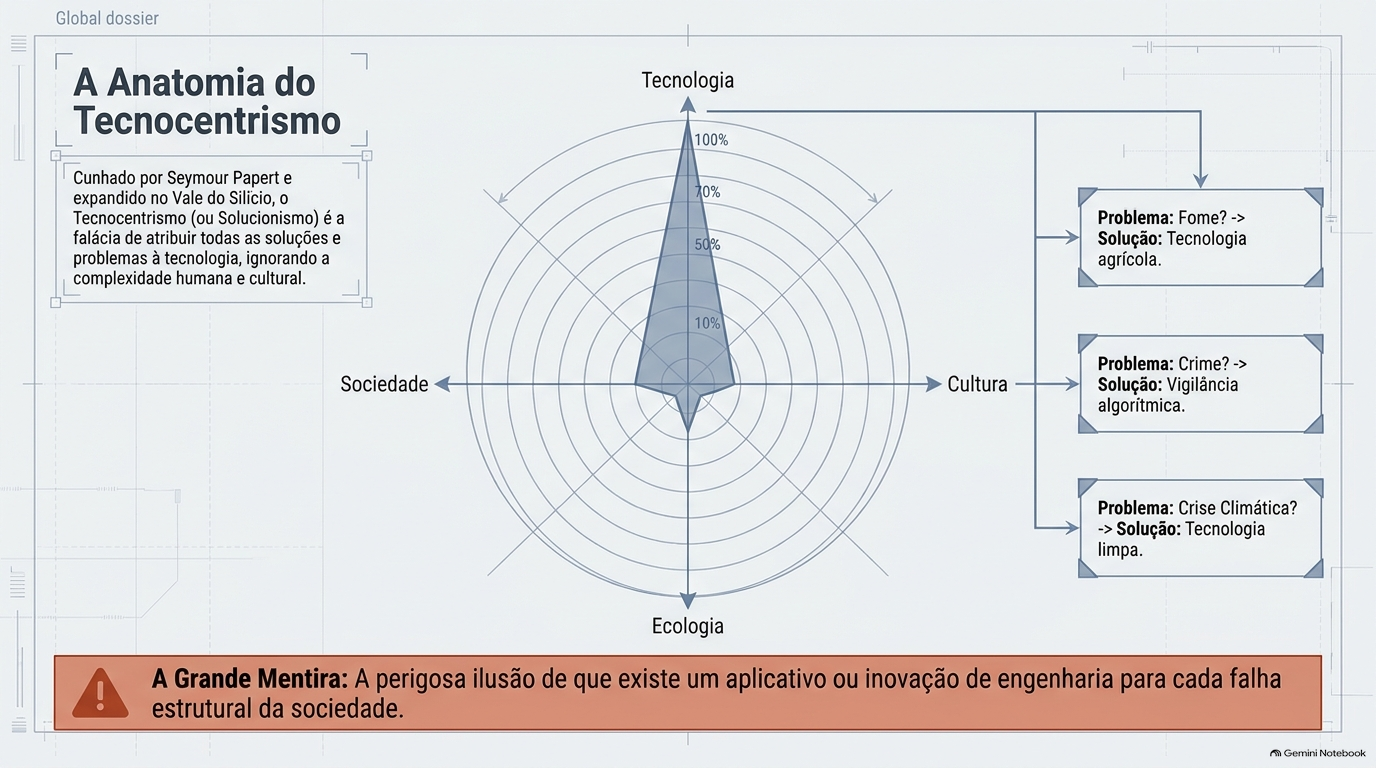 Global dossier
A Anatomia do
Tecnocentrismo
Cunhado por Seymour Papert e
expandido no Vale do Silício, o
Tecnocentrismo (ou Solucionismo) é a
falácia de atribuir todas as soluções e
problemas à tecnologia, ignorando a
complexidade humana e cultural.
Tecnologia
100%
70%
50%
10%
Sociedade
Cultura
Ecologia
Problema: Fome? ->
Solução: Tecnologia
agrícola.
Problema: Crime? ->
Solução: Vigilância
algorítmica.
Problema: Crise Climática?
-> Solução: Tecnologia
limpa.
A Grande Mentira: A perigosa ilusão de que existe um aplicativo ou inovação de engenharia para cada falha
estrutural da sociedade.
Gemini Notebook